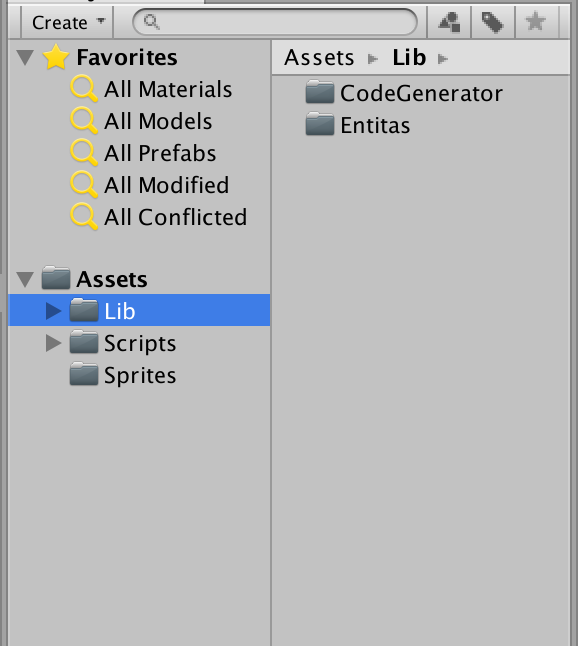 Create
Favorites
All Materials
All Models
All Prefabs
All Modified
All Conflicted
Assets
Lib
Scripts
Sprites
Assets Lib
CodeGenerator
Entitas